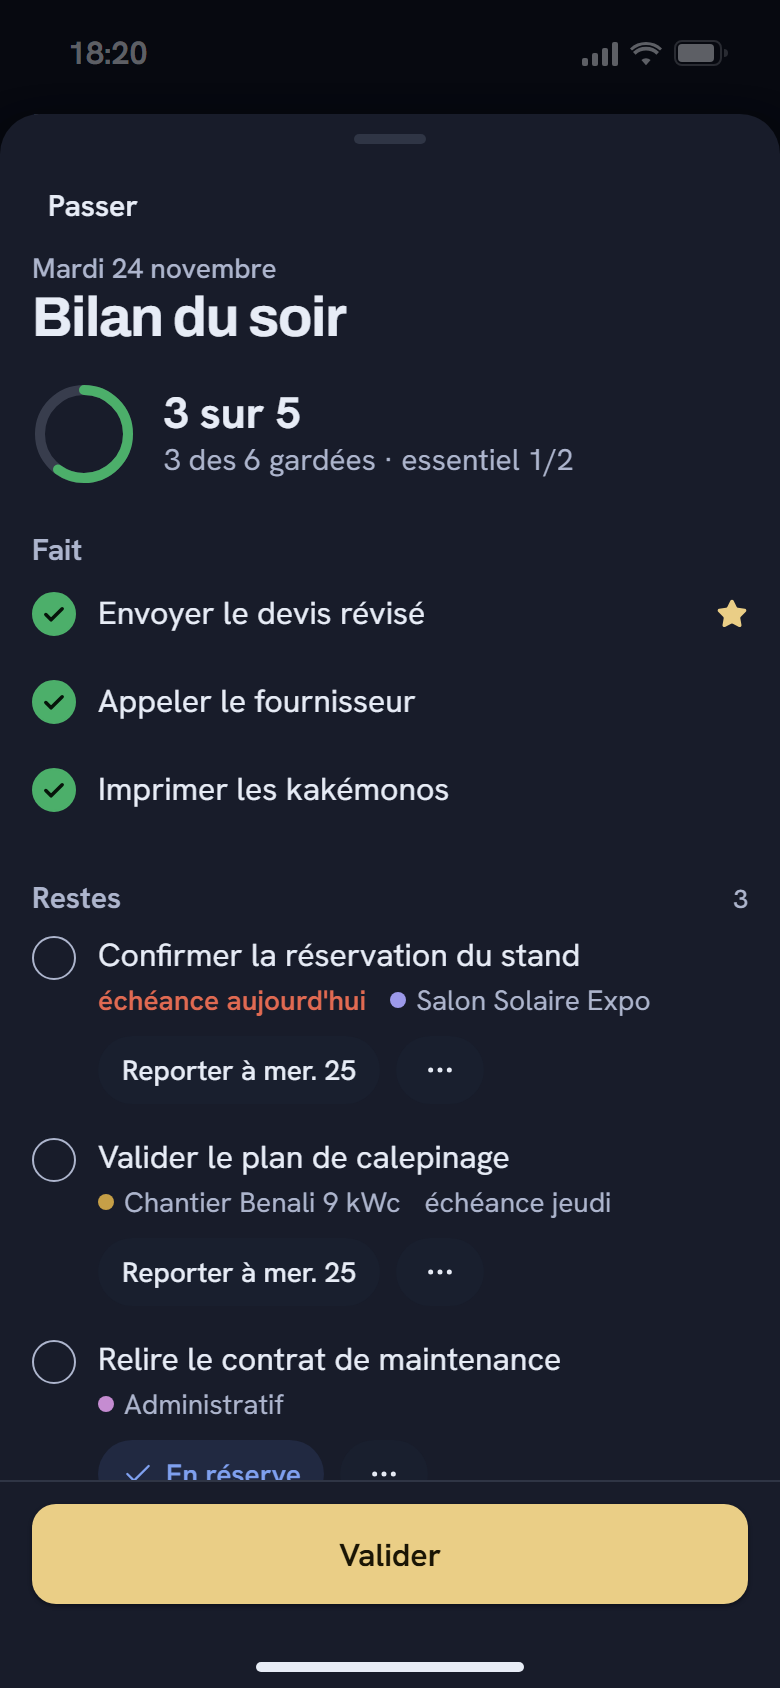 18:20
Passer
Mardi 24 novembre
Bilan du soir
3 sur 5
3 des 6 gardées · essentiel 1/2
Fait
Envoyer le devis révisé
Appeler le fournisseur
Imprimer les kakémonos
Restes 3
Confirmer la réservation du stand
échéance aujourd'hui Salon Solaire Expo
Reporter à mer. 25 ...
Valider le plan de calepinage
Chantier Benali 9 kWc échéance jeudi
Reporter à mer. 25 ...
Relire le contrat de maintenance
Administratif
En réserve ...
Valider